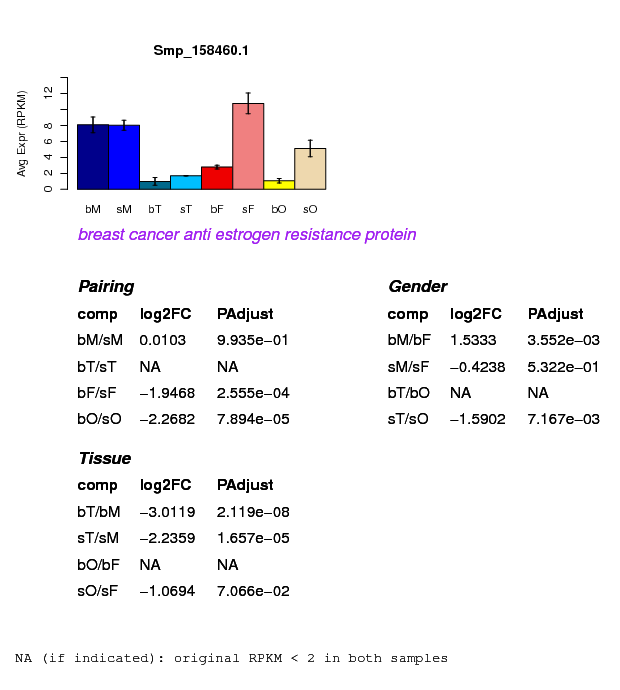 Smp_158460.1
Avg Expr (RPKM)
0 2 4 6 8 12
bM sM bT sT bF sF bO sO
breast cancer anti estrogen resistance protein
Pairing
comp log2FC PAdjust
bM/sM 0.0103 9.935e−01
bT/sT NA NA
bF/sF −1.9468 2.555e−04
bO/sO −2.2682 7.894e−05
Gender
comp log2FC PAdjust
bM/bF 1.5333 3.552e−03
sM/sF −0.4238 5.322e−01
bT/bO NA NA
sT/sO −1.5902 7.167e−03
Tissue
comp log2FC PAdjust
bT/bM −3.0119 2.119e−08
sT/sM −2.2359 1.657e−05
bO/bF NA NA
sO/sF −1.0694 7.066e−02
NA (if indicated): original RPKM < 2 in both samples